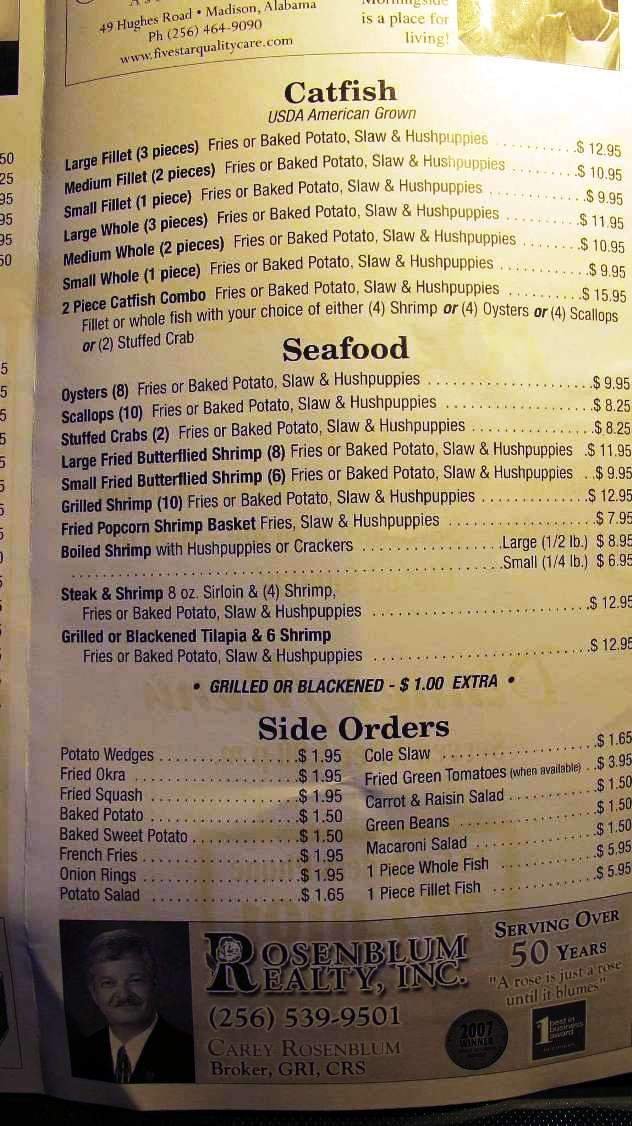 49 Hughes Road • Madison, Alabama
Ph (256) 464-9090
www.fivestarqualitycare.com
Morningside
is a place for
living!
50
25
95
95
95
50
Catfish
USDA American Grown
Large Fillet (3 pieces) Fries or Baked Potato, Slaw & Hushpuppies ..........$ 12.95
Medium Fillet (2 pieces) Fries or Baked Potato, Slaw & Hushpuppies ........$ 10.95
Small Fillet (1 piece) Fries or Baked Potato, Slaw & Hushpuppies ..........$ 9.95
Large Whole (3 pieces) Fries or Baked Potato, Slaw & Hushpuppies .........$ 11.95
Medium Whole (2 pieces) Fries or Baked Potato, Slaw & Hushpuppies .......$ 10.95
Small Whole (1 piece) Fries or Baked Potato, Slaw & Hushpuppies ..........$ 9.95
2 Piece Catfish Combo Fries or Baked Potato, Slaw & Hushpuppies ..........$ 15.95
Fillet or whole fish with your choice of either (4) Shrimp or (4) Oysters or (4) Scallops
or (2) Stuffed Crab
Seafood
Oysters (8) Fries or Baked Potato, Slaw & Hushpuppies ....................$ 9.95
Scallops (10) Fries or Baked Potato, Slaw & Hushpuppies ..................$ 8.25
Stuffed Crabs (2) Fries or Baked Potato, Slaw & Hushpuppies ...............$ 8.25
Large Fried Butterflied Shrimp (8) Fries or Baked Potato, Slaw & Hushpuppies .$ 11.95
Small Fried Butterflied Shrimp (6) Fries or Baked Potato, Slaw & Hushpuppies ..$ 9.95
Grilled Shrimp (10) Fries or Baked Potato, Slaw & Hushpuppies .............$ 12.95
Fried Popcorn Shrimp Basket Fries, Slaw & Hushpuppies ..................$ 7.95
Boiled Shrimp with Hushpuppies or Crackers .................Large (1/2 lb.) $ 8.95
....................................................Small (1/4 lb.) $ 6.95
Steak & Shrimp 8 oz. Sirloin & (4) Shrimp,
Fries or Baked Potato, Slaw & Hushpuppies ..........................$ 12.95
Grilled or Blackened Tilapia & 6 Shrimp
Fries or Baked Potato, Slaw & Hushpuppies ..........................$ 12.95
• GRILLED OR BLACKENED - $ 1.00 EXTRA •
Side Orders
Potato Wedges .................$ 1.95
Fried Okra ....................$ 1.95
Fried Squash ..................$ 1.95
Baked Potato ..................$ 1.50
Baked Sweet Potato .............$ 1.50
French Fries ...................$ 1.95
Onion Rings ....................$ 1.95
Potato Salad ..................$ 1.65
Cole Slaw ...................$ 1.65
Fried Green Tomatoes (when available) ..$ 3.95
Carrot & Raisin Salad ..........$ 1.50
Green Beans ..................$ 1.50
Macaroni Salad ...............$ 1.50
1 Piece Whole Fish ............$ 5.95
1 Piece Fillet Fish .............$ 5.95
ROSENBLUM
REALTY, INC.
(256) 539-9501
CAREY ROSENBLUM
Broker, GRI, CRS
SERVING OVER
50 YEARS
"A rose is just a rose
until it blumes"
2007
WINNER
1 best in
business
award